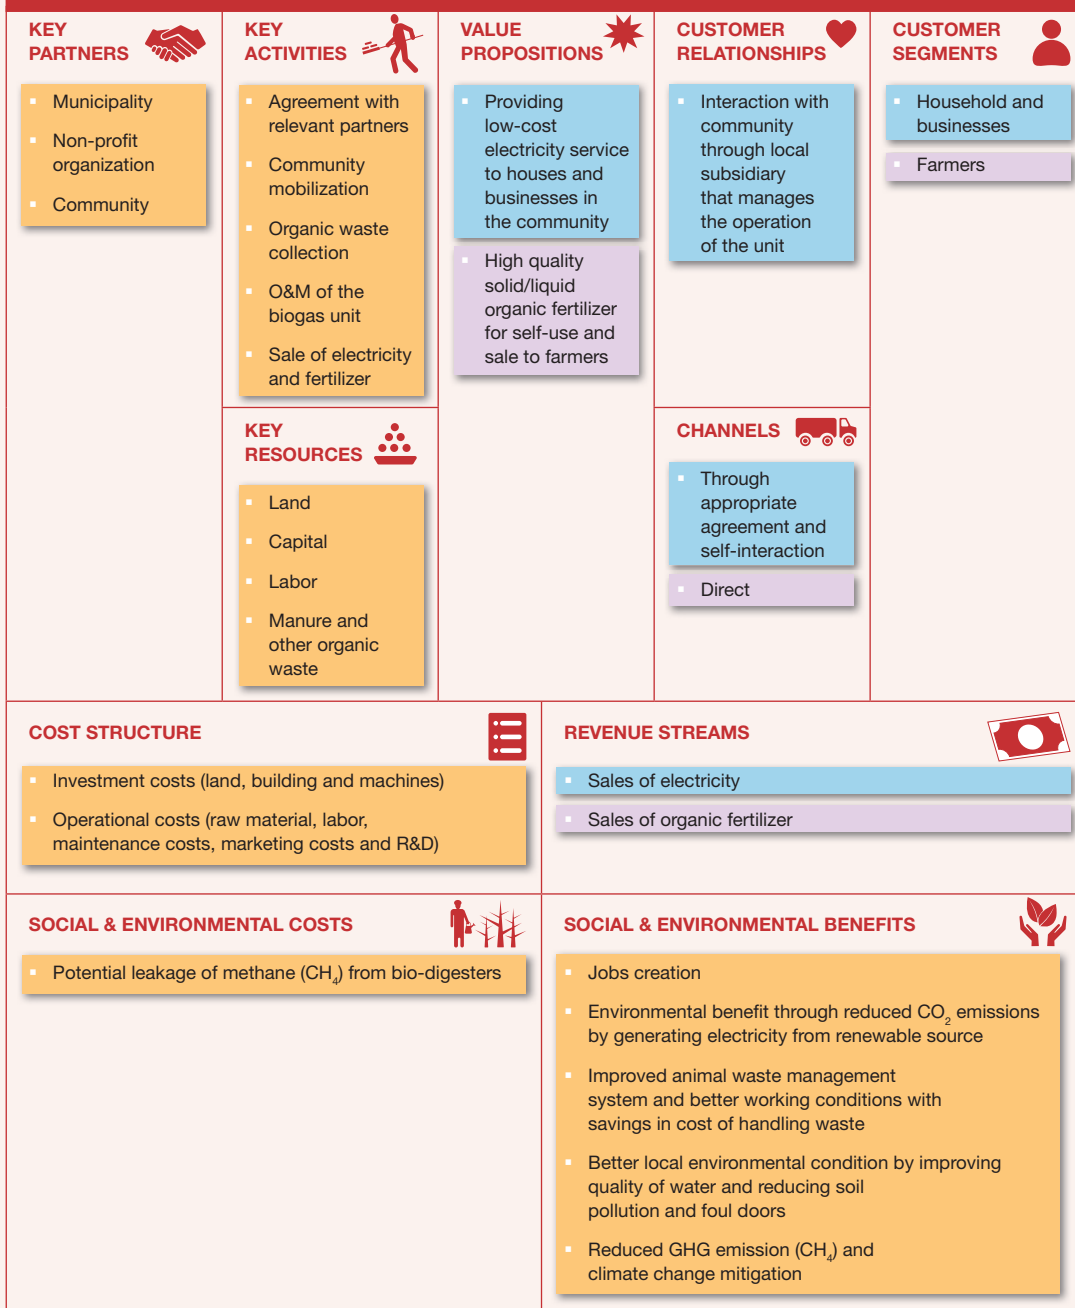 KEY
PARTNERS
Municipality
Non-profit
organization
Community
KEY
ACTIVITIES
Agreement with
relevant partners
Community
mobilization
Organic waste
collection
O&M of the
biogas unit
Sale of electricity
and fertilizer
KEY
RESOURCES
Land
Capital
Labor
Manure and
other organic
waste
VALUE
PROPOSITIONS
Providing
low-cost
electricity service
to houses and
businesses in
the community
High quality
solid/liquid
organic fertilizer
for self-use and
sale to farmers
CUSTOMER
RELATIONSHIPS
Interaction with
community
through local
subsidiary
that manages
the operation
of the unit
CHANNELS
Through
appropriate
agreement and
self-interaction
Direct
CUSTOMER
SEGMENTS
Household and
businesses
Farmers
COST STRUCTURE
Investment costs (land, building and machines)
Operational costs (raw material, labor,
maintenance costs, marketing costs and R&D)
REVENUE STREAMS
Sales of electricity
Sales of organic fertilizer
SOCIAL & ENVIRONMENTAL COSTS
Potential leakage of methane (CH₄) from bio-digesters
SOCIAL & ENVIRONMENTAL BENEFITS
Jobs creation
Environmental benefit through reduced CO₂ emissions
by generating electricity from renewable source
Improved animal waste management
system and better working conditions with
savings in cost of handling waste
Better local environmental condition by improving
quality of water and reducing soil
pollution and foul doors
Reduced GHG emission (CH₄) and
climate change mitigation